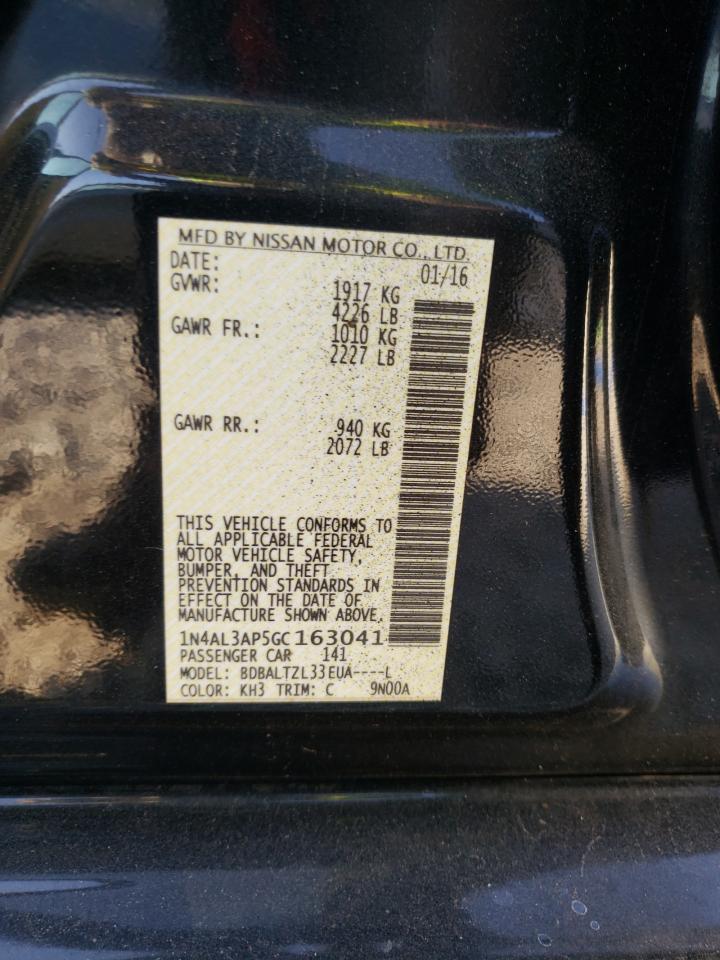 MFD BY NISSAN MOTOR CO., LTD.
DATE: 01/16
GVWR: 1917 KG
4226 LB
GAWR FR.: 1010 KG
2227 LB
GAWR RR.: 940 KG
2072 LB
THIS VEHICLE CONFORMS TO
ALL APPLICABLE FEDERAL
MOTOR VEHICLE SAFETY,
BUMPER, AND THEFT
PREVENTION STANDARDS IN
EFFECT ON THE DATE OF
MANUFACTURE SHOWN ABOVE.
1N4AL3AP5GC163041
PASSENGER CAR 141
MODEL: BDBALTZL33EUA----L
COLOR: KH3 TRIM: C 9N00A